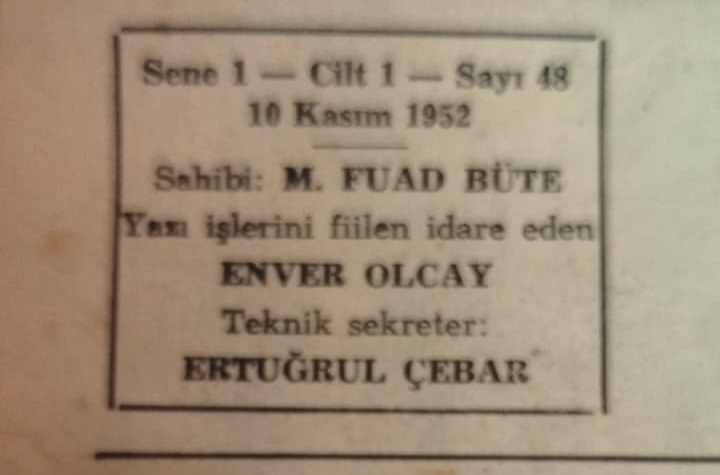 Sene 1 — Cilt 1 — Sayı 48
10 Kasım 1952
Sahibi: M. FUAD BÜTE
Yazı işlerini fiilen idare eden
ENVER OLCAY
Teknik sekreter:
ERTUĞRUL ÇEBAR